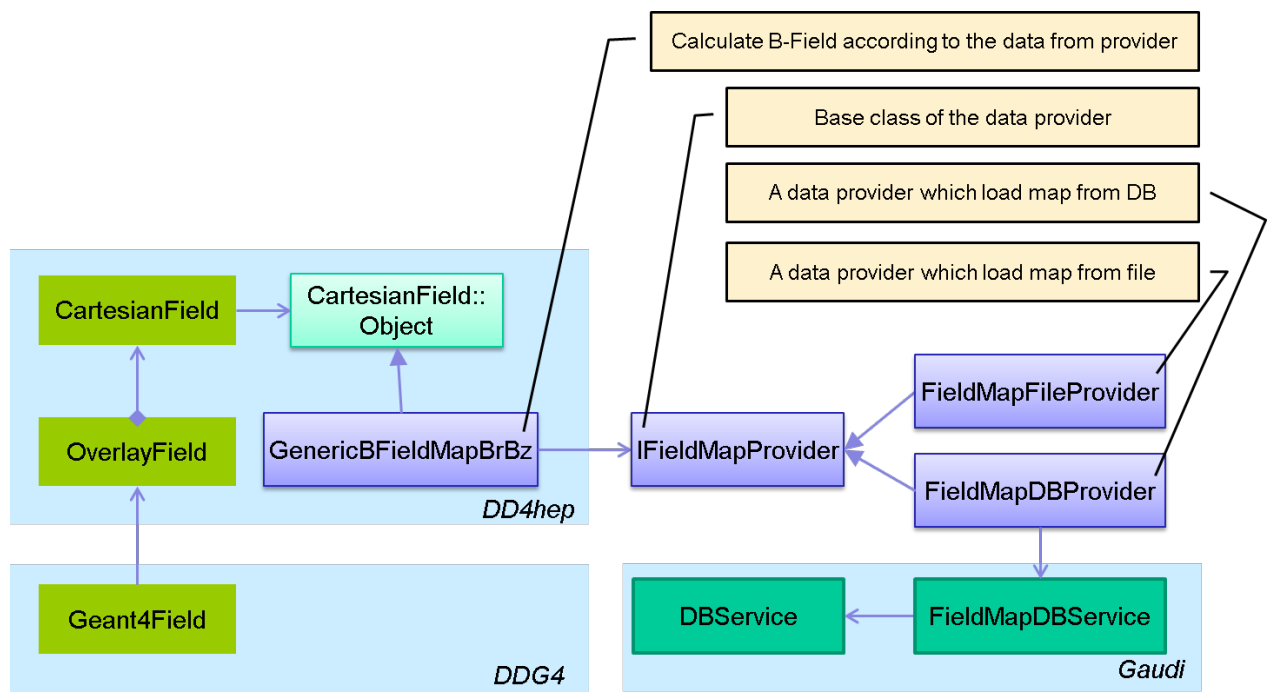 Calculate B-Field according to the data from provider
Base class of the data provider
A data provider which load map from DB
A data provider which load map from file
CartesianField
CartesianField::
Object
FieldMapFileProvider
OverlayField
GenericBFieldMapBrBz
IFieldMapProvider
FieldMapDBProvider
DD4hep
Geant4Field
DBService
FieldMapDBService
DDG4
Gaudi